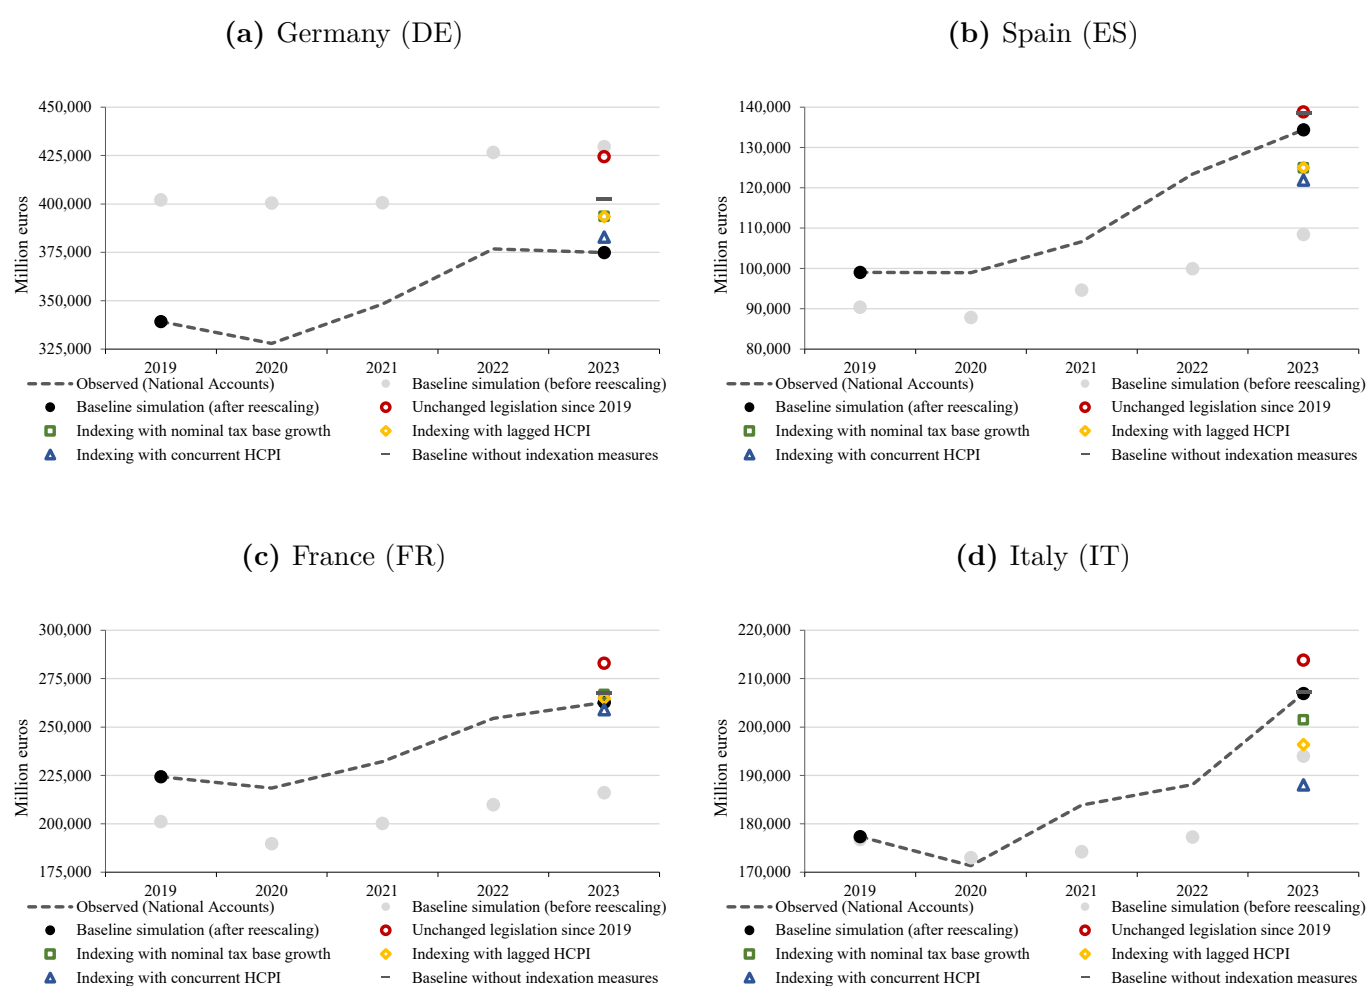 (a) Germany (DE)
Million euros
450,000
425,000
400,000
375,000
350,000
325,000
2019 2020 2021 2022 2023
Observed (National Accounts) Baseline simulation (before reescaling)
Baseline simulation (after reescaling) Unchanged legislation since 2019
Indexing with nominal tax base growth Indexing with lagged HCPI
Indexing with concurrent HCPI Baseline without indexation measures
(b) Spain (ES)
Million euros
140,000
130,000
120,000
110,000
100,000
90,000
80,000
2019 2020 2021 2022 2023
Observed (National Accounts) Baseline simulation (before reescaling)
Baseline simulation (after reescaling) Unchanged legislation since 2019
Indexing with nominal tax base growth Indexing with lagged HCPI
Indexing with concurrent HCPI Baseline without indexation measures
(c) France (FR)
Million euros
300,000
275,000
250,000
225,000
200,000
175,000
2019 2020 2021 2022 2023
Observed (National Accounts) Baseline simulation (before reescaling)
Baseline simulation (after reescaling) Unchanged legislation since 2019
Indexing with nominal tax base growth Indexing with lagged HCPI
Indexing with concurrent HCPI Baseline without indexation measures
(d) Italy (IT)
Million euros
220,000
210,000
200,000
190,000
180,000
170,000
2019 2020 2021 2022 2023
Observed (National Accounts) Baseline simulation (before reescaling)
Baseline simulation (after reescaling) Unchanged legislation since 2019
Indexing with nominal tax base growth Indexing with lagged HCPI
Indexing with concurrent HCPI Baseline without indexation measures